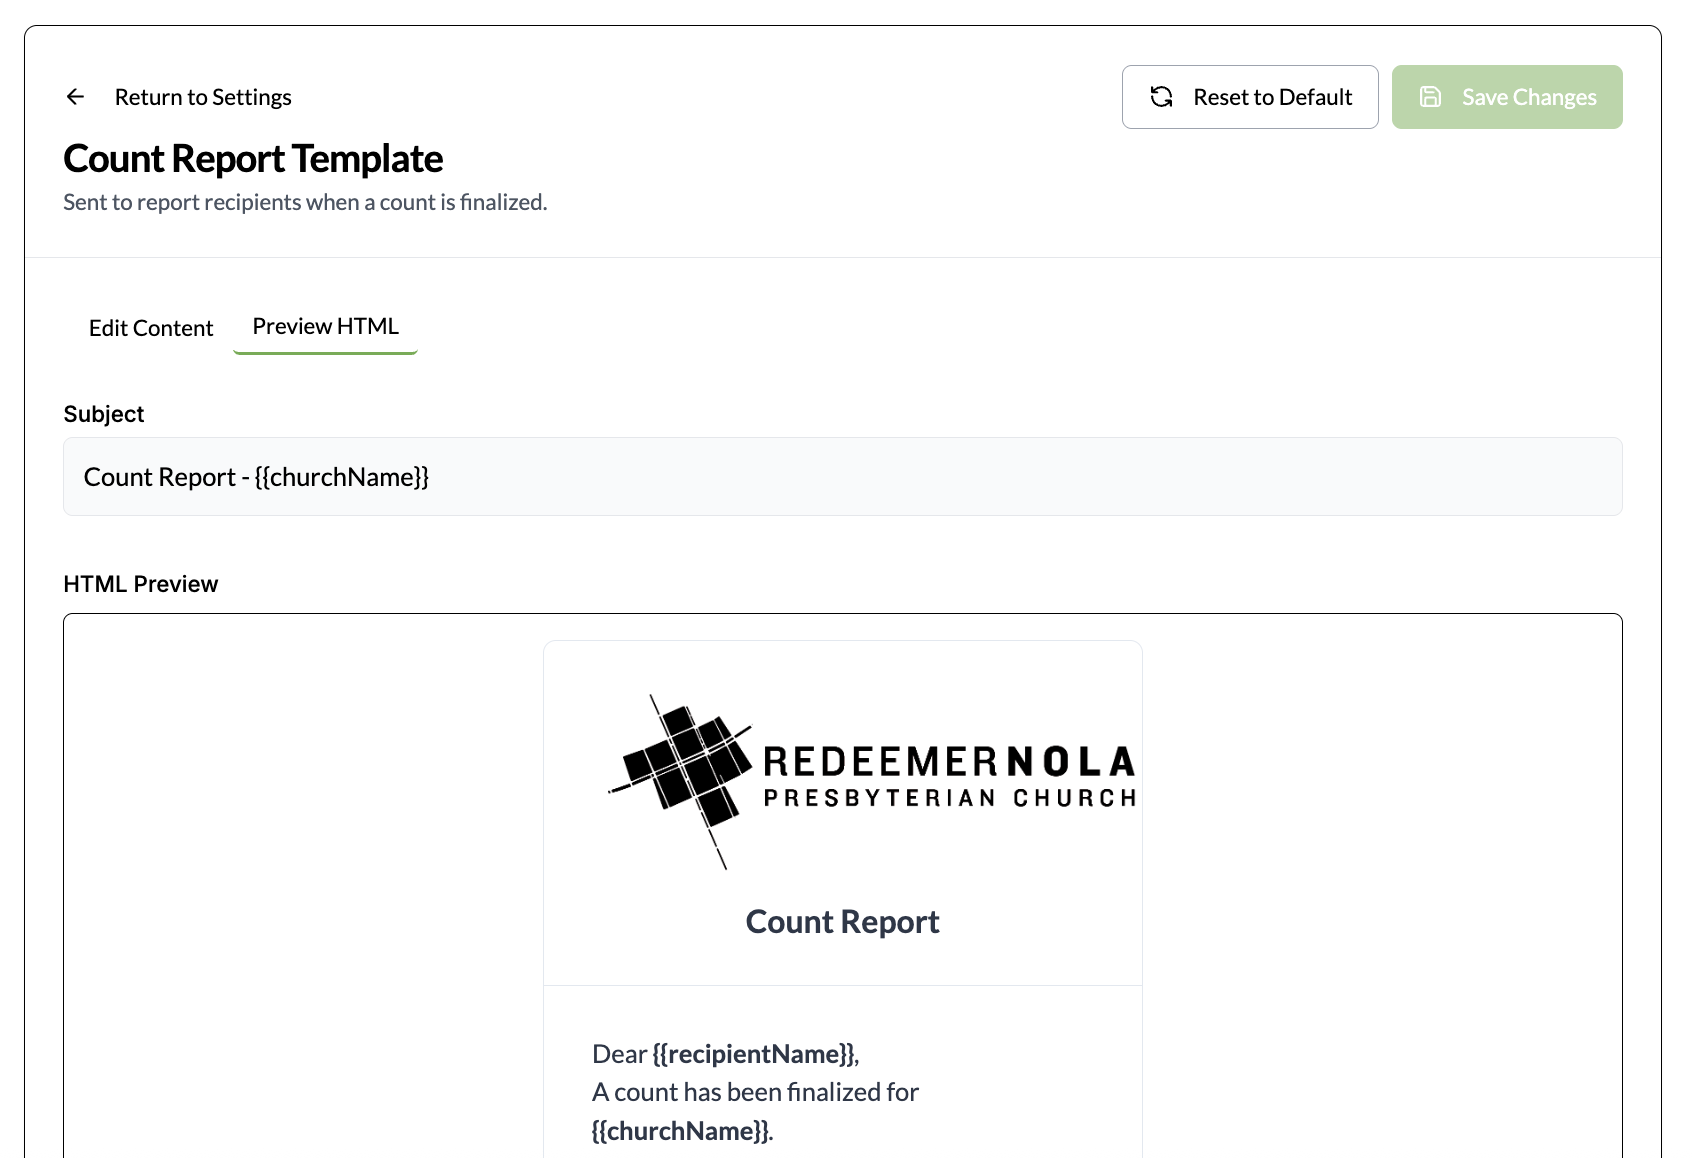 Return to Settings
Reset to Default
Save Changes
Count Report Template
Sent to report recipients when a count is finalized.
Edit Content
Preview HTML
Subject
Count Report - {{churchName}}
HTML Preview
REDEEMERNOLA
PRESBYTERIAN CHURCH
Count Report
Dear {{recipientName}},
A count has been finalized for
{{churchName}}.